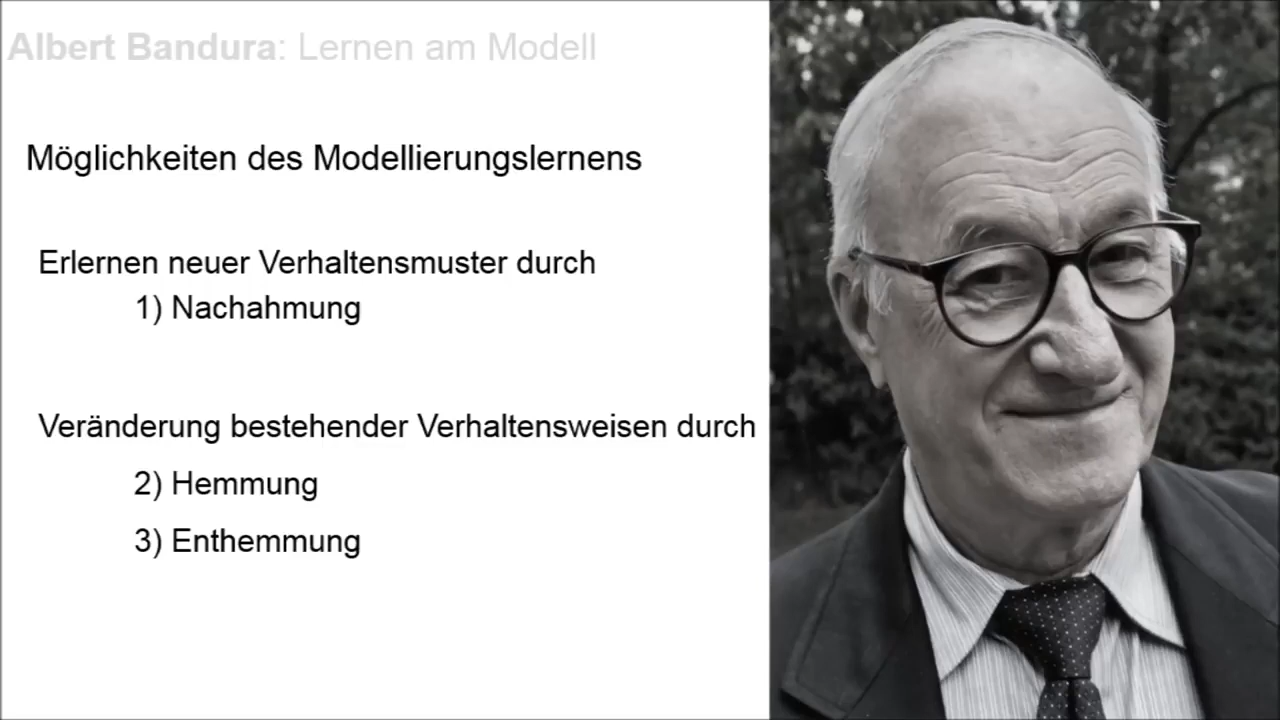 Albert Bandura: Lernen am Modell
Möglichkeiten des Modellierungslernens
Erlernen neuer Verhaltensmuster durch
1) Nachahmung
Veränderung bestehender Verhaltensweisen durch
2) Hemmung
3) Enthemmung